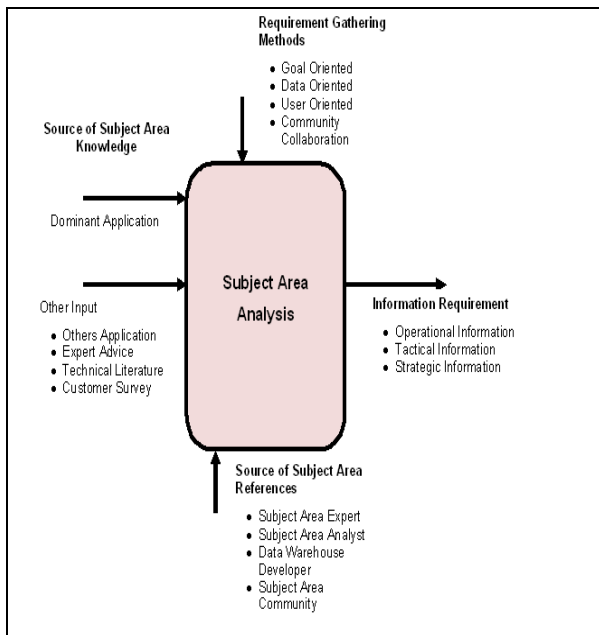 Requirement Gathering
Methods
• Goal Oriented
• Data Oriented
• User Oriented
• Community
Collaboration
Source of Subject Area
Knowledge
Dominant Application
Other Input
• Others Application
• Expert Advice
• Technical Literature
• Customer Survey
Subject Area
Analysis
Information Requirement
• Operational Information
• Tactical Information
• Strategic Information
Source of Subject Area
References
• Subject Area Expert
• Subject Area Analyst
• Data Warehouse
Developer
• Subject Area
Community